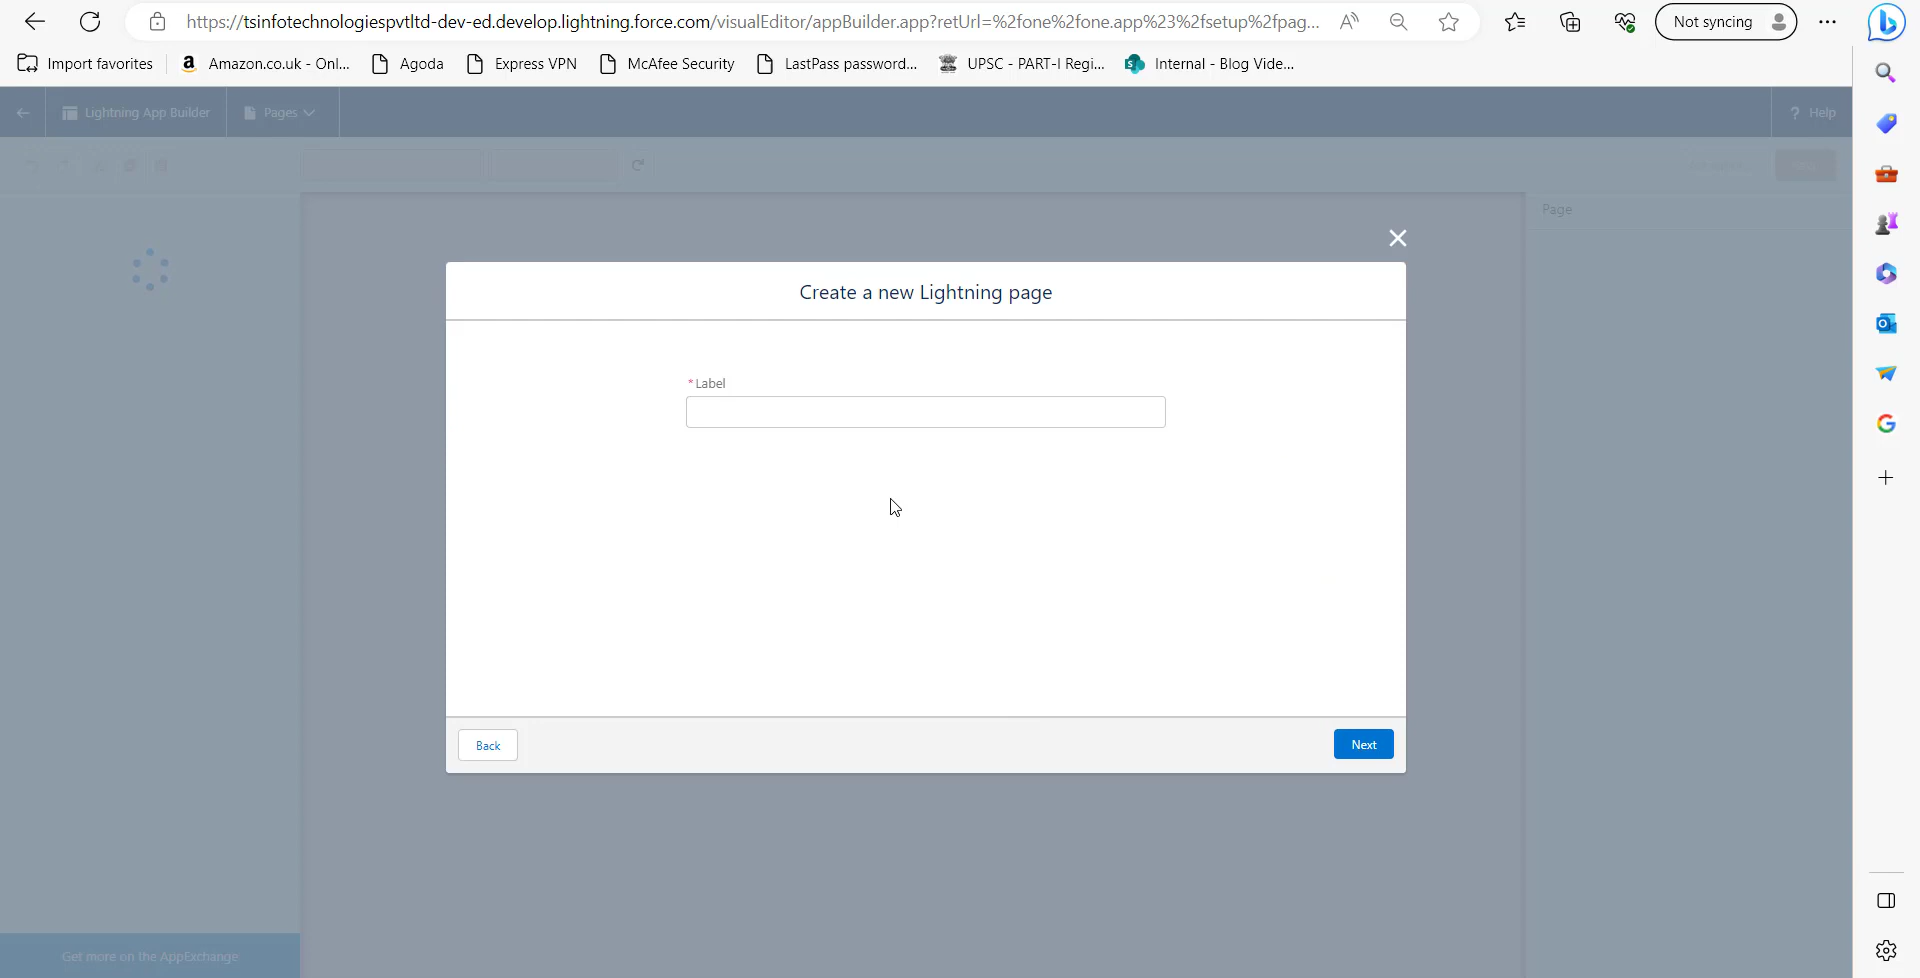 https://tsinfotechnologiespvtltd-dev-ed.develop.lightning.force.com/visualEditor/appBuilder.app?retUrl=%2fone%2fone.app%23%2fsetup%2fpag...
Not syncing
Import favorites
Amazon.co.uk - Onl...
Agoda
Express VPN
McAfee Security
LastPass password...
UPSC - PART-I Regi...
Internal - Blog Vide...
Lightning App Builder
Pages
? Help
Page
Create a new Lightning page
* Label
Back
Next
Get more on the AppExchange